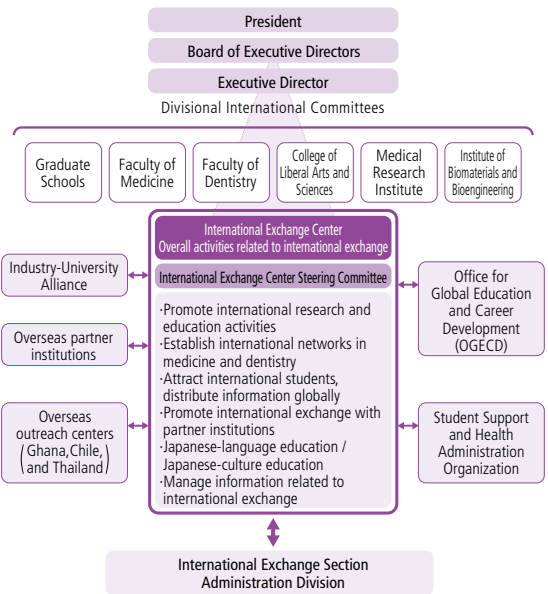 President
Board of Executive Directors
Executive Director
Divisional International Committees
Graduate
Schools
Faculty of
Medicine
Faculty of
Dentistry
College of
Liberal Arts and
Sciences
Medical
Research
Institute
Institute of
Biomaterials and
Bioengineering
International Exchange Center
Overall activities related to international exchange
International Exchange Center Steering Committee
·Promote international research and
education activities
·Establish international networks in
medicine and dentistry
·Attract international students,
distribute information globally
·Promote international exchange with
partner institutions
·Japanese-language education /
Japanese-culture education
·Manage information related to
international exchange
Industry-University
Alliance
Overseas partner
institutions
Overseas
outreach centers
(Ghana,Chile,
and Thailand)
Office for
Global Education
and Career
Development
(OGECD)
Student Support
and Health
Administration
Organization
International Exchange Section
Administration Division